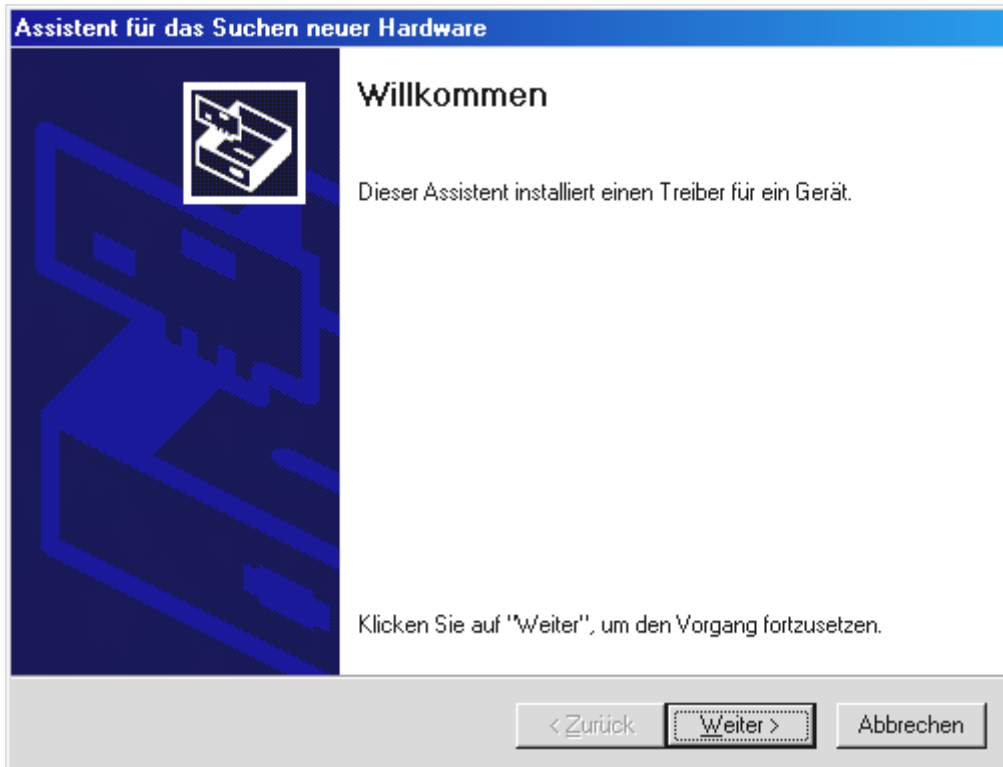 Assistent für das Suchen neuer Hardware
Willkommen
Dieser Assistent installiert einen Treiber für ein Gerät.
Klicken Sie auf "Weiter", um den Vorgang fortzusetzen.
< Zurück Weiter > Abbrechen